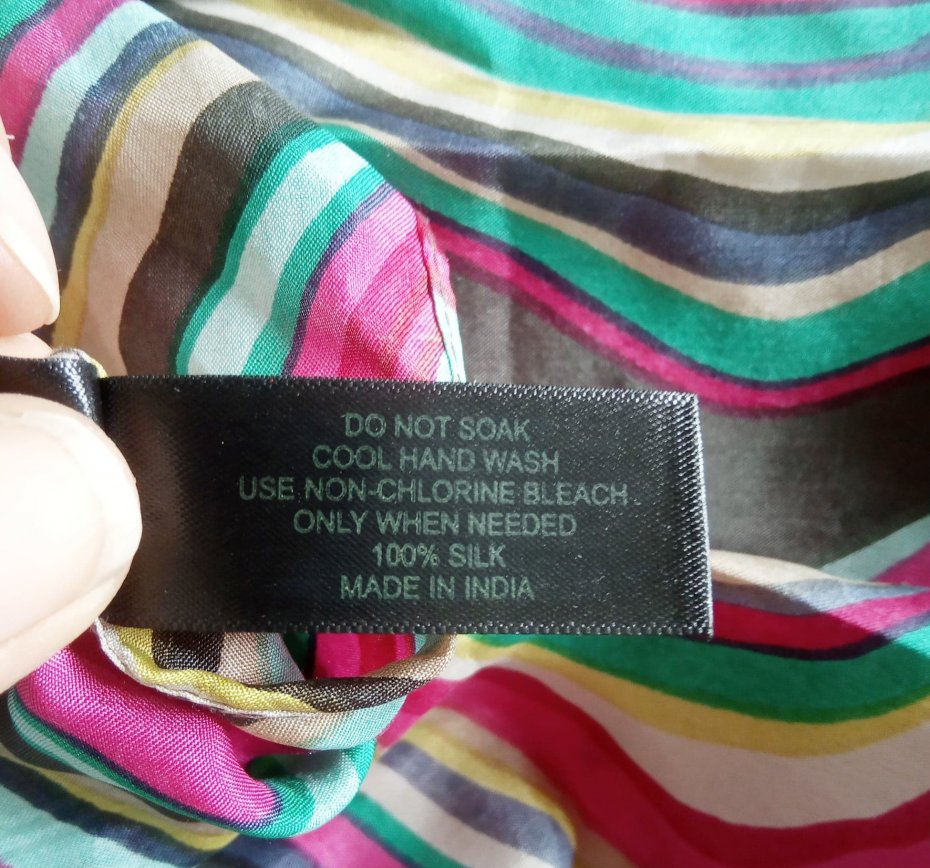 DO NOT SOAK
COOL HAND WASH
USE NON-CHLORINE BLEACH
ONLY WHEN NEEDED
100% SILK
MADE IN INDIA